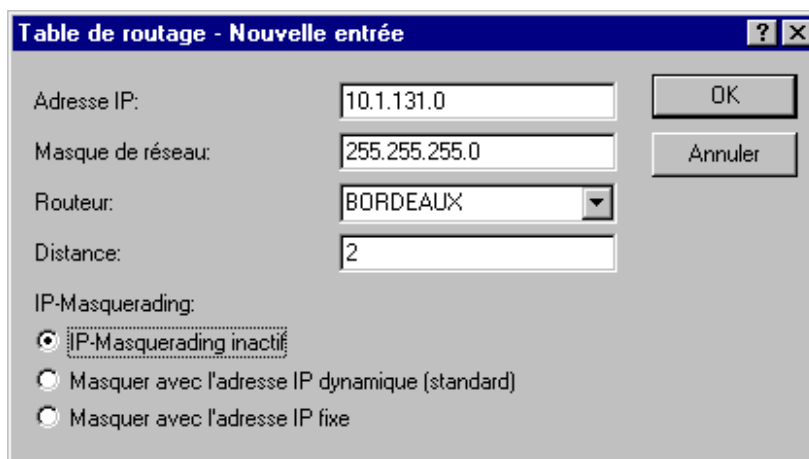 Table de routage - Nouvelle entrée
Adresse IP: 10.1.131.0 OK
Masque de réseau: 255.255.255.0 Annuler
Routeur: BORDEAUX
Distance: 2
IP-Masquerading:
IP-Masquerading inactif
Masquer avec l'adresse IP dynamique (standard)
Masquer avec l'adresse IP fixe